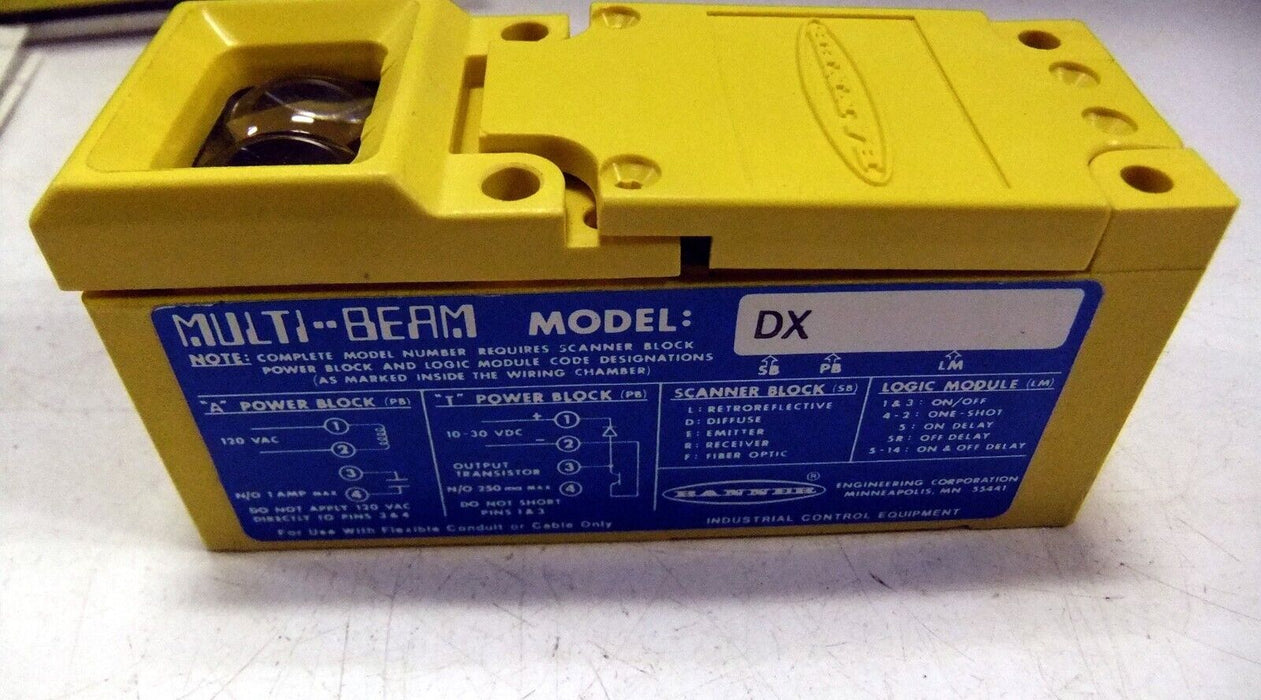 BANNER
MULTI-BEAM MODEL: DX
NOTE: COMPLETE MODEL NUMBER REQUIRES SCANNER BLOCK
POWER BLOCK AND LOGIC MODULE CODE DESIGNATIONS
(AS MARKED INSIDE THE WIRING CHAMBER)
SB PB LM
"A" POWER BLOCK (PB)
1
120 VAC
2
3
N/O 1 AMP MAX 4
DO NOT APPLY 120 VAC
DIRECTLY TO PINS 3 & 4
"T" POWER BLOCK (PB)
+ 1
10-30 VDC
- 2
OUTPUT
TRANSISTOR 3
N/O 250 ma MAX 4
DO NOT SHORT
PINS 1 & 3
For Use With Flexible Conduit or Cable Only
SCANNER BLOCK (SB)
L: RETROREFLECTIVE
D: DIFFUSE
E: EMITTER
R: RECEIVER
F: FIBER OPTIC
LOGIC MODULE (LM)
1 & 3: ON/OFF
4-2: ONE-SHOT
5: ON DELAY
5R: OFF DELAY
5-14: ON & OFF DELAY
BANNER ®
ENGINEERING CORPORATION
MINNEAPOLIS, MN 55441
INDUSTRIAL CONTROL EQUIPMENT